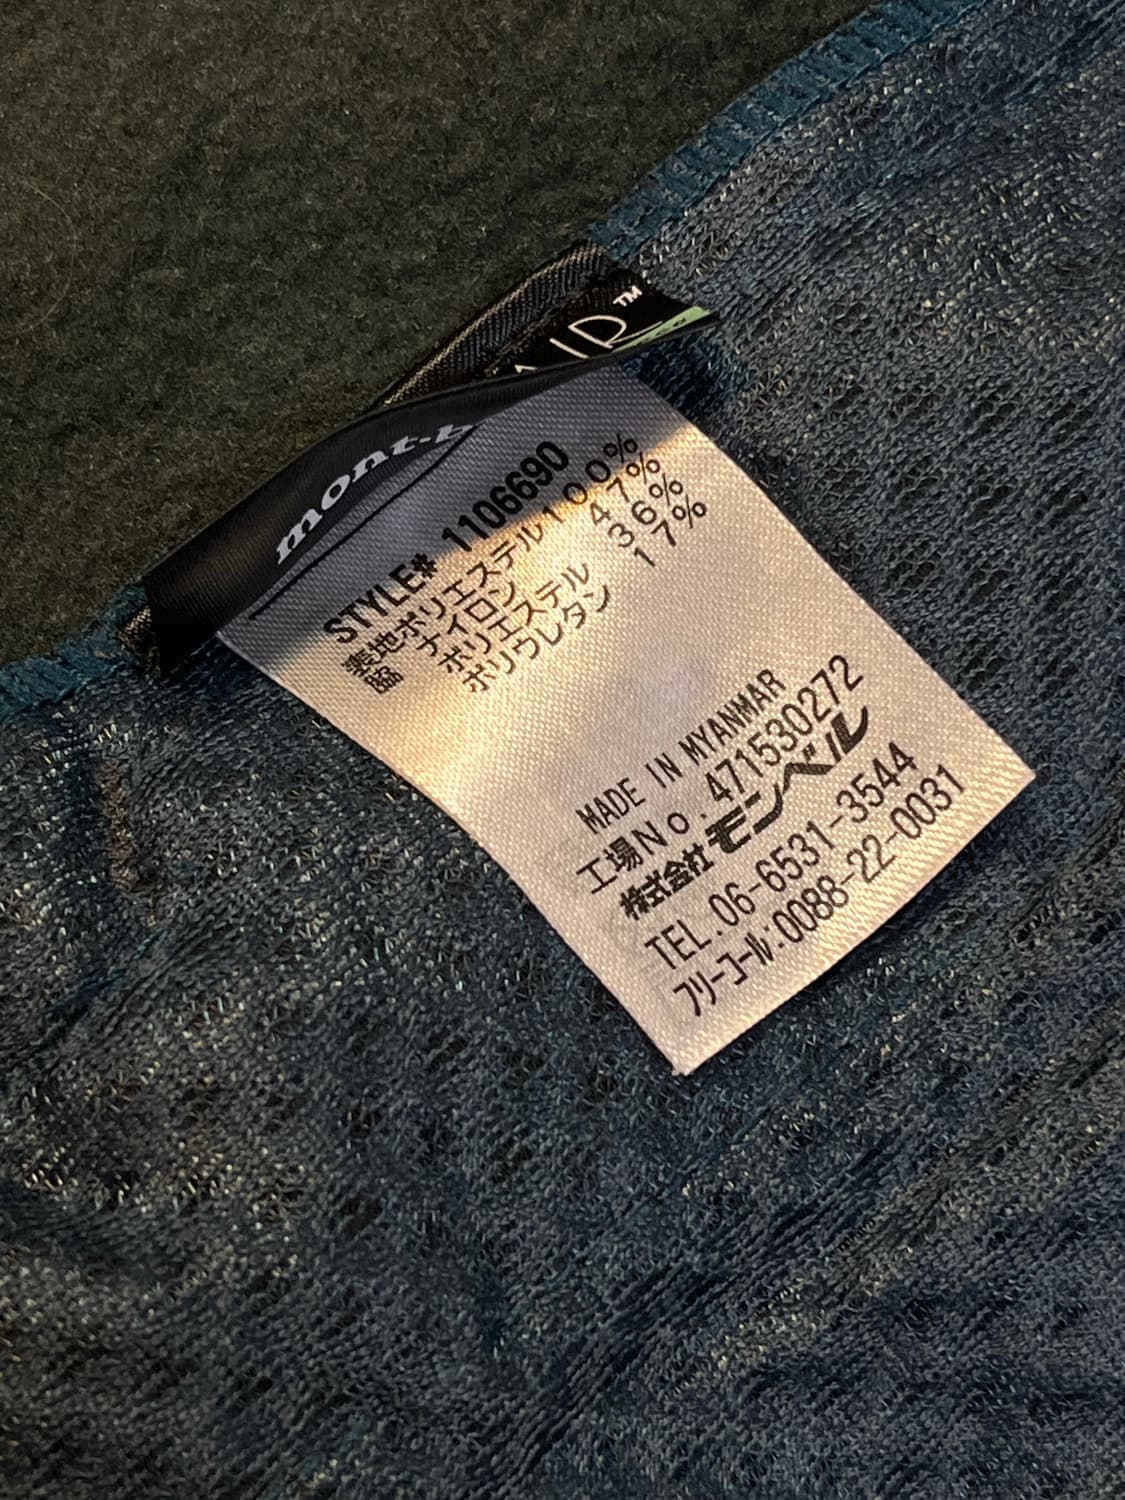 TM
mont-b
STYLE# 1106690
表地ポリエステル100%
脇 ナイロン 47%
ポリエステル 36%
ポリウレタン 17%
MADE IN MYANMAR
工場No.471530272
株式会社モンベル
TEL.06-6531-3544
フリーコール:0088-22-0031